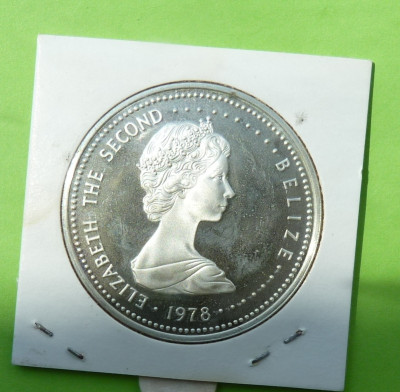 ELIZABETH THE SECOND
BELIZE
1978